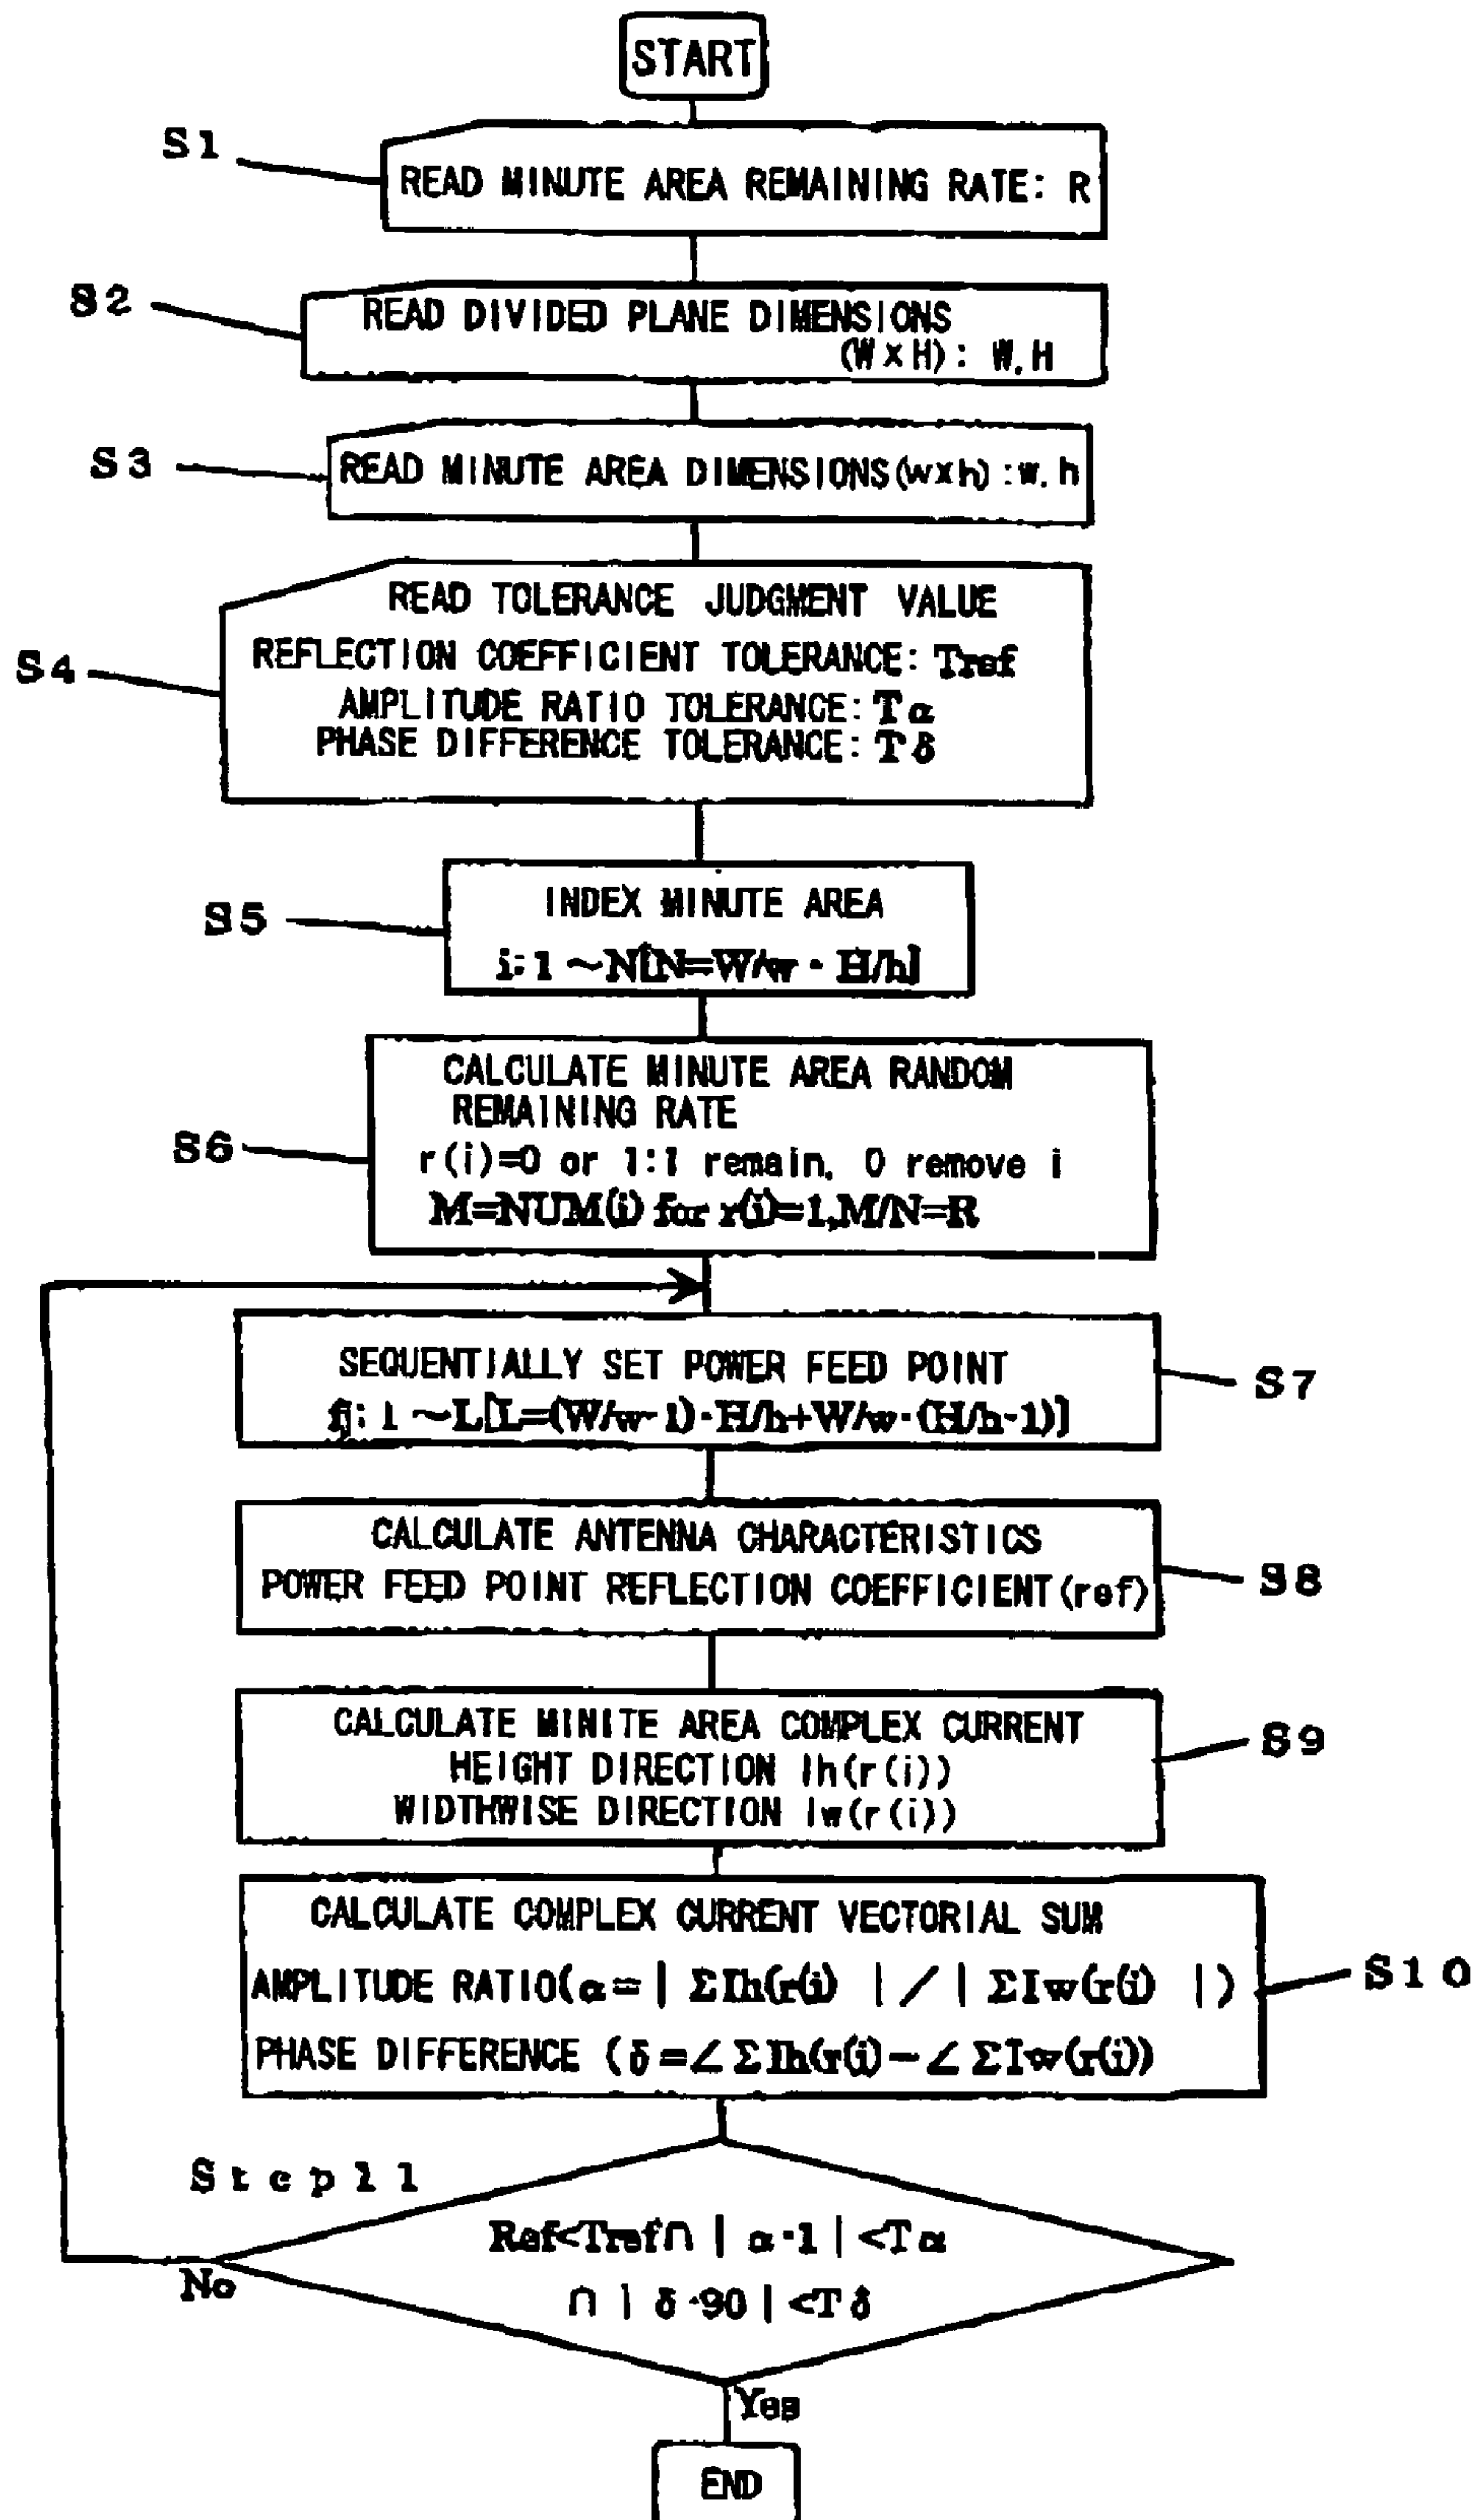 START
S1
READ MINUTE AREA REMAINING RATE: R
S2
READ DIVIDED PLANE DIMENSIONS
(W×H): W.H
S3
READ MINUTE AREA DIMENSIONS(w×h):w.h
S4
READ TOLERANCE JUDGMENT VALUE
REFLECTION COEFFICIENT TOLERANCE: Tref
AMPLITUDE RATIO TOLERANCE: Tα
PHASE DIFFERENCE TOLERANCE: Tδ
S5
INDEX MINUTE AREA
i:1 ~N[N=W/w · H/h]
S6
CALCULATE MINUTE AREA RANDOM
REMAINING RATE
r(i)=0 or 1:1 remain, 0 remove i
M=NUM(i) for r(i)=1,M/N=R
S7
SEQUENTIALLY SET POWER FEED POINT
fj: 1 ~L[L=(W/w-1)·H/h+W/w·(H/h-1)]
S8
CALCULATE ANTENNA CHARACTERISTICS
POWER FEED POINT REFLECTION COEFFICIENT(ref)
S9
CALCULATE MINITE AREA COMPLEX CURRENT
HEIGHT DIRECTION Ih(r(i))
WIDTHWISE DIRECTION Iw(r(i))
S10
CALCULATE COMPLEX CURRENT VECTORIAL SUM
AMPLITUDE RATIO(α=| ΣIh(r(i) |/| ΣIw(r(i) |)
PHASE DIFFERENCE (δ=∠ΣIh(r(i)-∠ΣIw(r(i))
Step11
Ref<Tref∩|α-1|<Tα
∩|δ-90|<Tδ
No
Yes
END